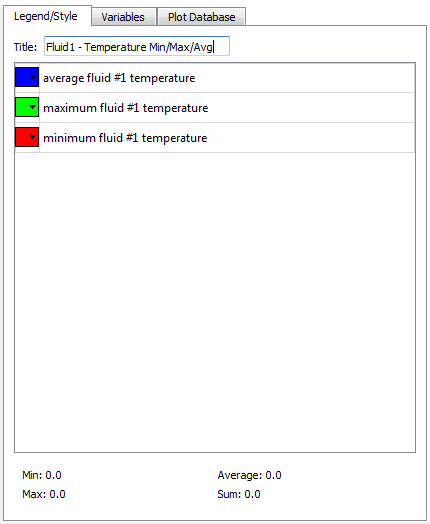 Legend/Style Variables Plot Database
Title: Fluid1 - Temperature Min/Max/Avg
average fluid #1 temperature
maximum fluid #1 temperature
minimum fluid #1 temperature
Min: 0.0 Average: 0.0
Max: 0.0 Sum: 0.0